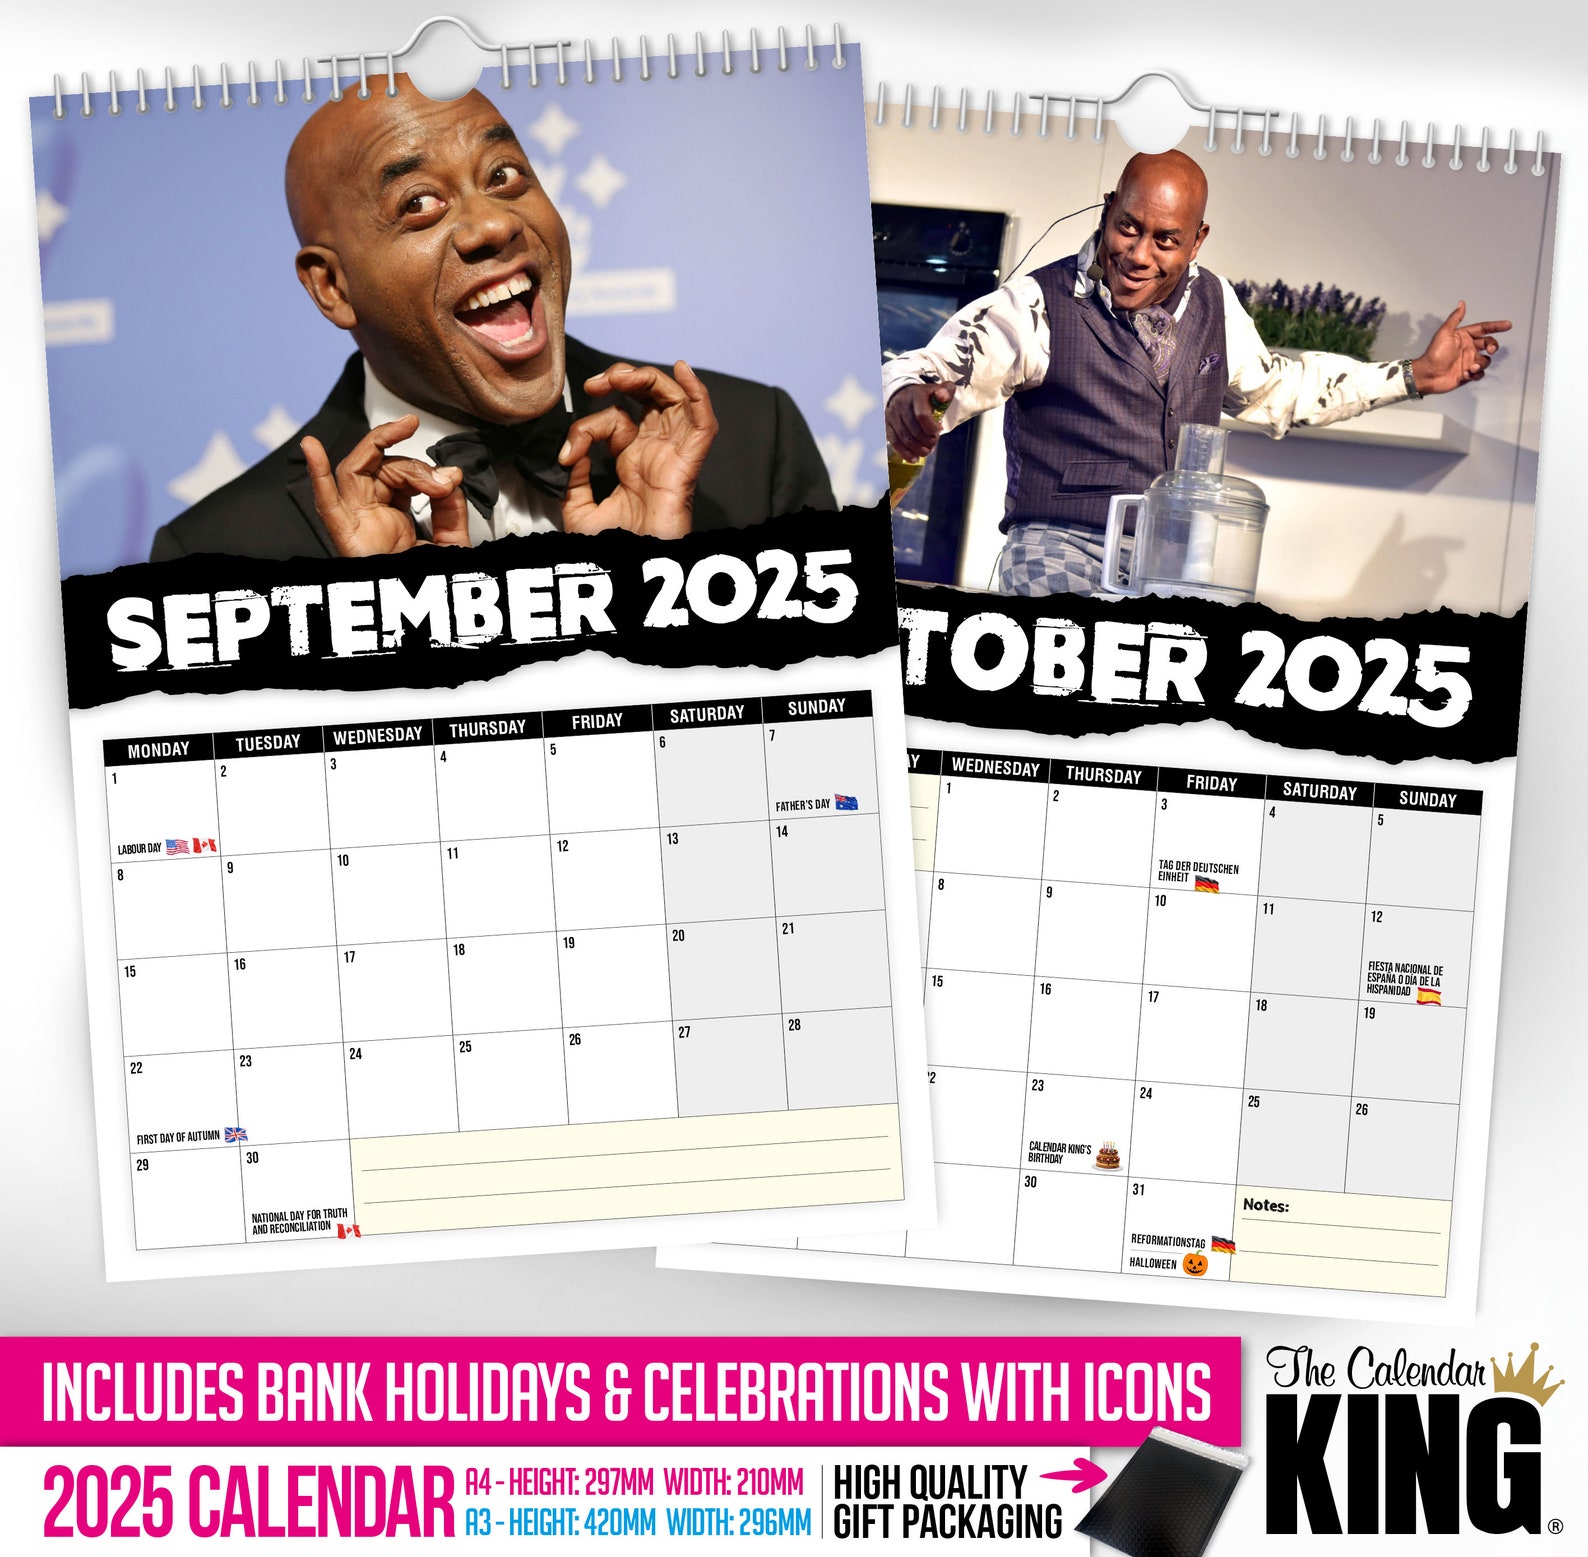 SEPTEMBER 2025
MONDAY TUESDAY WEDNESDAY THURSDAY FRIDAY SATURDAY SUNDAY
1 2 3 4 5 6 7
LABOUR DAY
FATHER'S DAY
8 9 10 11 12 13 14
15 16 17 18 19 20 21
22 23 24 25 26 27 28
FIRST DAY OF AUTUMN
29 30
NATIONAL DAY FOR TRUTH
AND RECONCILIATION
TOBER 2025
AY WEDNESDAY THURSDAY FRIDAY SATURDAY SUNDAY
1 2 3 4 5
TAG DER DEUTSCHEN
EINHEIT
8 9 10 11 12
FIESTA NACIONAL DE
ESPAÑA O DÍA DE LA
HISPANIDAD
15 16 17 18 19
22 23 24 25 26
CALENDAR KING'S
BIRTHDAY
30 31
Notes:
REFORMATIONSTAG
HALLOWEEN
INCLUDES BANK HOLIDAYS & CELEBRATIONS WITH ICONS
2025 CALENDAR
A4 - HEIGHT: 297MM WIDTH: 210MM
A3 - HEIGHT: 420MM WIDTH: 296MM
HIGH QUALITY
GIFT PACKAGING
The Calendar
KING®